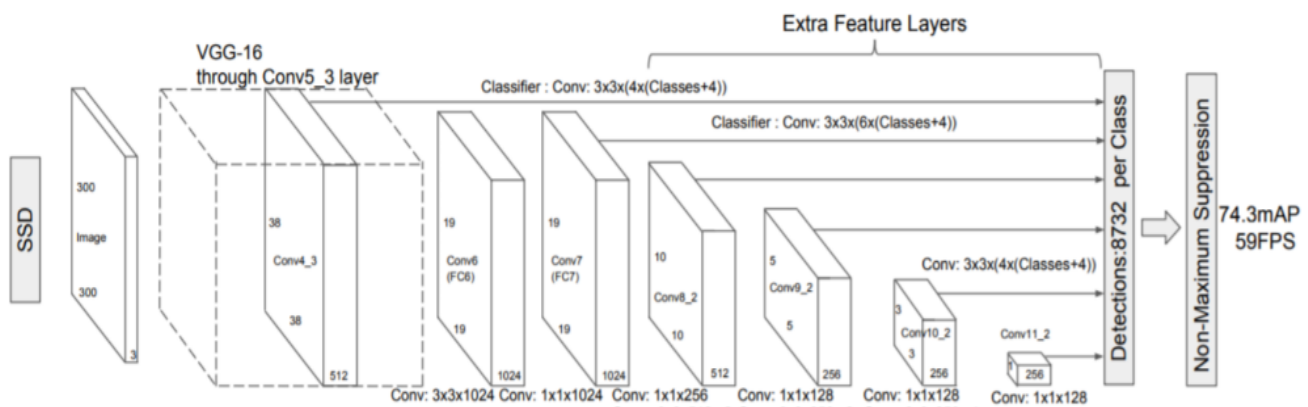 Extra Feature Layers
VGG-16
through Conv5_3 layer
Classifier : Conv: 3x3x(4x(Classes+4))
Classifier : Conv: 3x3x(6x(Classes+4))
SSD
300
Image
300
3
38
Conv4_3
38
512
19
Conv6
(FC6)
19
1024
19
Conv7
(FC7)
19
1024
10
Conv8_2
10
512
5
Conv9_2
5
256
Conv: 3x3x(4x(Classes+4))
3
Conv10_2
3
256
Conv11_2
256
Detections:8732 per Class
Non-Maximum Suppression
74.3mAP
59FPS
Conv: 3x3x1024
Conv: 1x1x1024
Conv: 1x1x256
Conv: 1x1x128
Conv: 1x1x128
Conv: 1x1x128